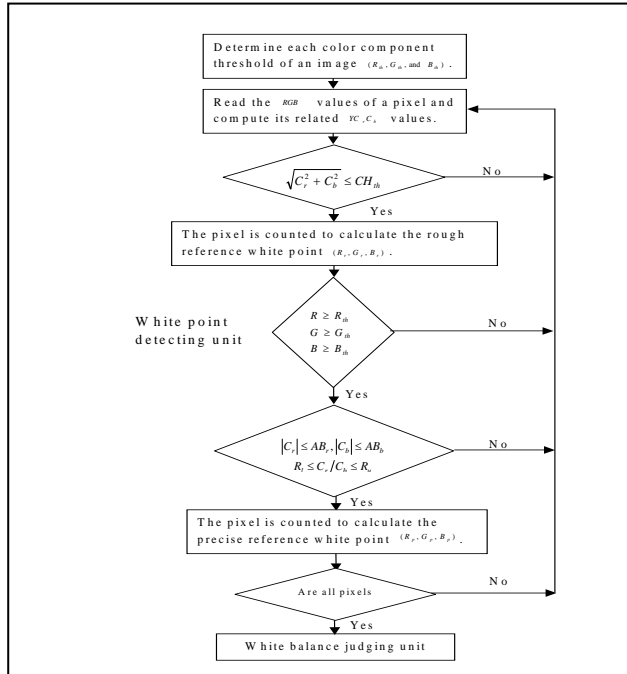 Determine each color component
threshold of an image (R_th, G_th, and B_th).
Read the RGB values of a pixel and
compute its related YC_rC_b values.
√(C_r^2 + C_b^2) ≤ CH_th
No
Yes
The pixel is counted to calculate the rough
reference white point (R_r, G_r, B_r).
White point
detecting unit
R ≥ R_th
G ≥ G_th
B ≥ B_th
No
Yes
|C_r| ≤ AB_r, |C_b| ≤ AB_b
R_l ≤ C_r/C_b ≤ R_u
No
Yes
The pixel is counted to calculate the
precise reference white point (R_p, G_p, B_p).
Are all pixels
No
Yes
White balance judging unit